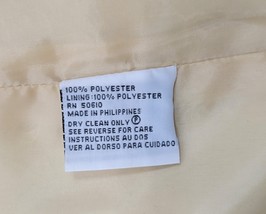 100% POLYESTER
LINING:100% POLYESTER
RN 50610
MADE IN PHILIPPINES
DRY CLEAN ONLY Ⓟ
SEE REVERSE FOR CARE
INSTRUCTIONS AU DOS
VER AL DORSO PARA CUIDADO